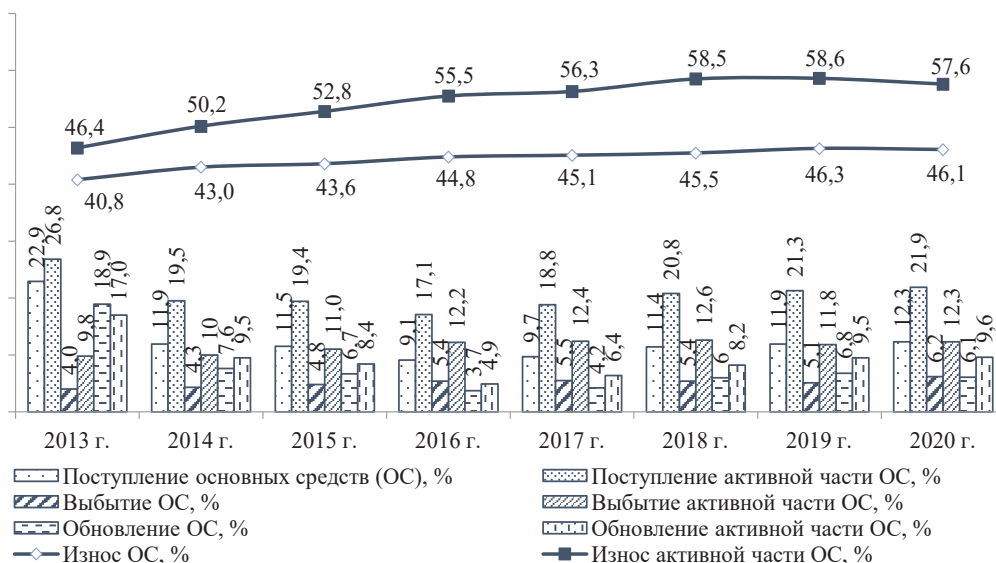 58,5 58,6 57,6
55,5 56,3
52,8
50,2
46,4
40,8 43,0 43,6 44,8 45,1 45,5 46,3 46,1
22,9 26,8 4,0 9,8 18,9 17,0
11,9 19,5 4,3 10 7,6 9,5
11,5 19,4 4,8 11,0 6,7 8,4
9,1 17,1 5,4 12,2 3,7 4,9
9,7 18,8 5,5 12,4 4,2 6,4
11,4 20,8 5,4 12,6 6 8,2
11,9 21,3 5,1 11,8 6,8 9,5
12,3 21,9 6,2 12,3 6,1 9,6
2013 г. 2014 г. 2015 г. 2016 г. 2017 г. 2018 г. 2019 г. 2020 г.
Поступление основных средств (ОС), % Поступление активной части ОС, %
Выбытие ОС, % Выбытие активной части ОС, %
Обновление ОС, % Обновление активной части ОС, %
Износ ОС, % Износ активной части ОС, %